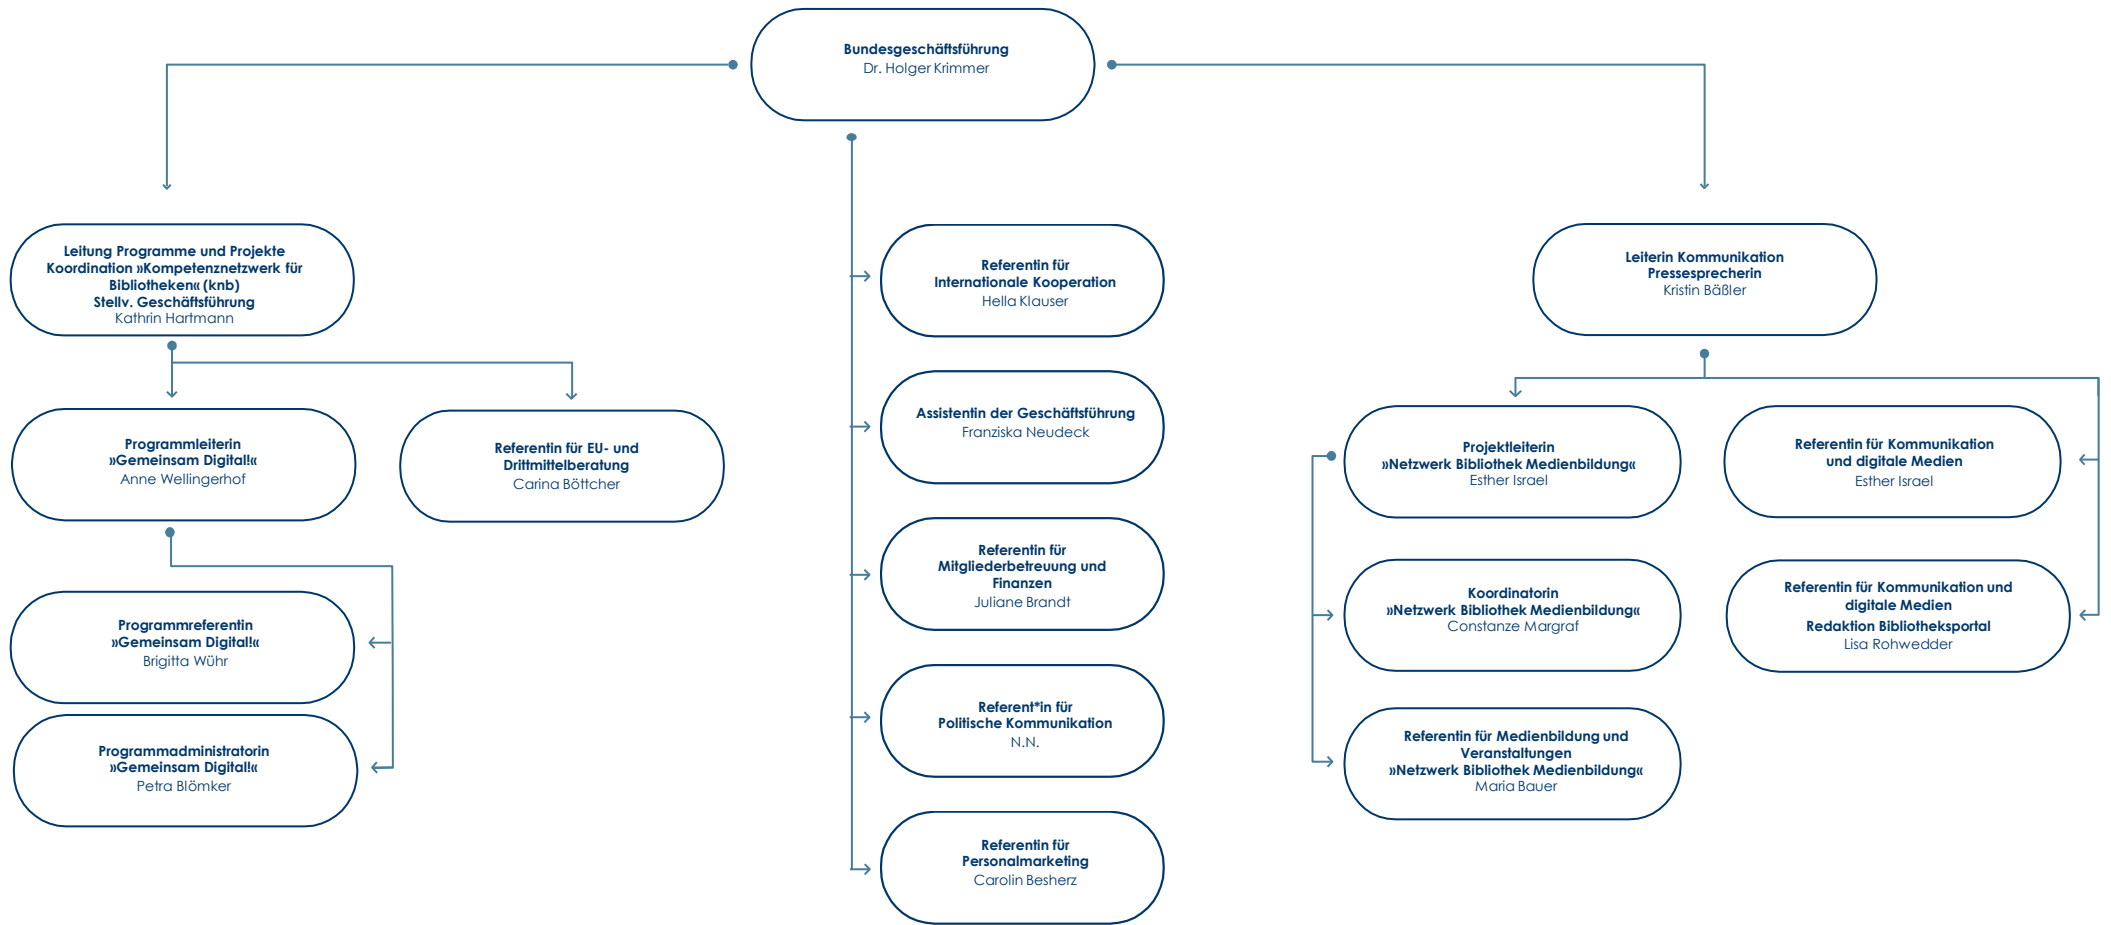 Bundesgeschäftsführung
Dr. Holger Krimmer
Leitung Programme und Projekte
Koordination »Kompetenznetzwerk für
Bibliotheken« (knb)
Stellv. Geschäftsführung
Kathrin Hartmann
Programmleiterin
»Gemeinsam Digital!«
Anne Wellingerhof
Referentin für EU- und
Drittmittelberatung
Carina Böttcher
Programmreferentin
»Gemeinsam Digital!«
Brigitta Wühr
Programmadministratorin
»Gemeinsam Digital!«
Petra Blömker
Referentin für
Internationale Kooperation
Hella Klauser
Assistentin der Geschäftsführung
Franziska Neudeck
Referentin für
Mitgliederbetreuung und
Finanzen
Juliane Brandt
Referent*in für
Politische Kommunikation
N.N.
Referentin für
Personalmarketing
Carolin Besherz
Leiterin Kommunikation
Pressesprecherin
Kristin Bäßler
Projektleiterin
»Netzwerk Bibliothek Medienbildung«
Esther Israel
Koordinatorin
»Netzwerk Bibliothek Medienbildung«
Constanze Margraf
Referentin für Medienbildung und
Veranstaltungen
»Netzwerk Bibliothek Medienbildung«
Maria Bauer
Referentin für Kommunikation
und digitale Medien
Esther Israel
Referentin für Kommunikation und
digitale Medien
Redaktion Bibliotheksportal
Lisa Rohwedder